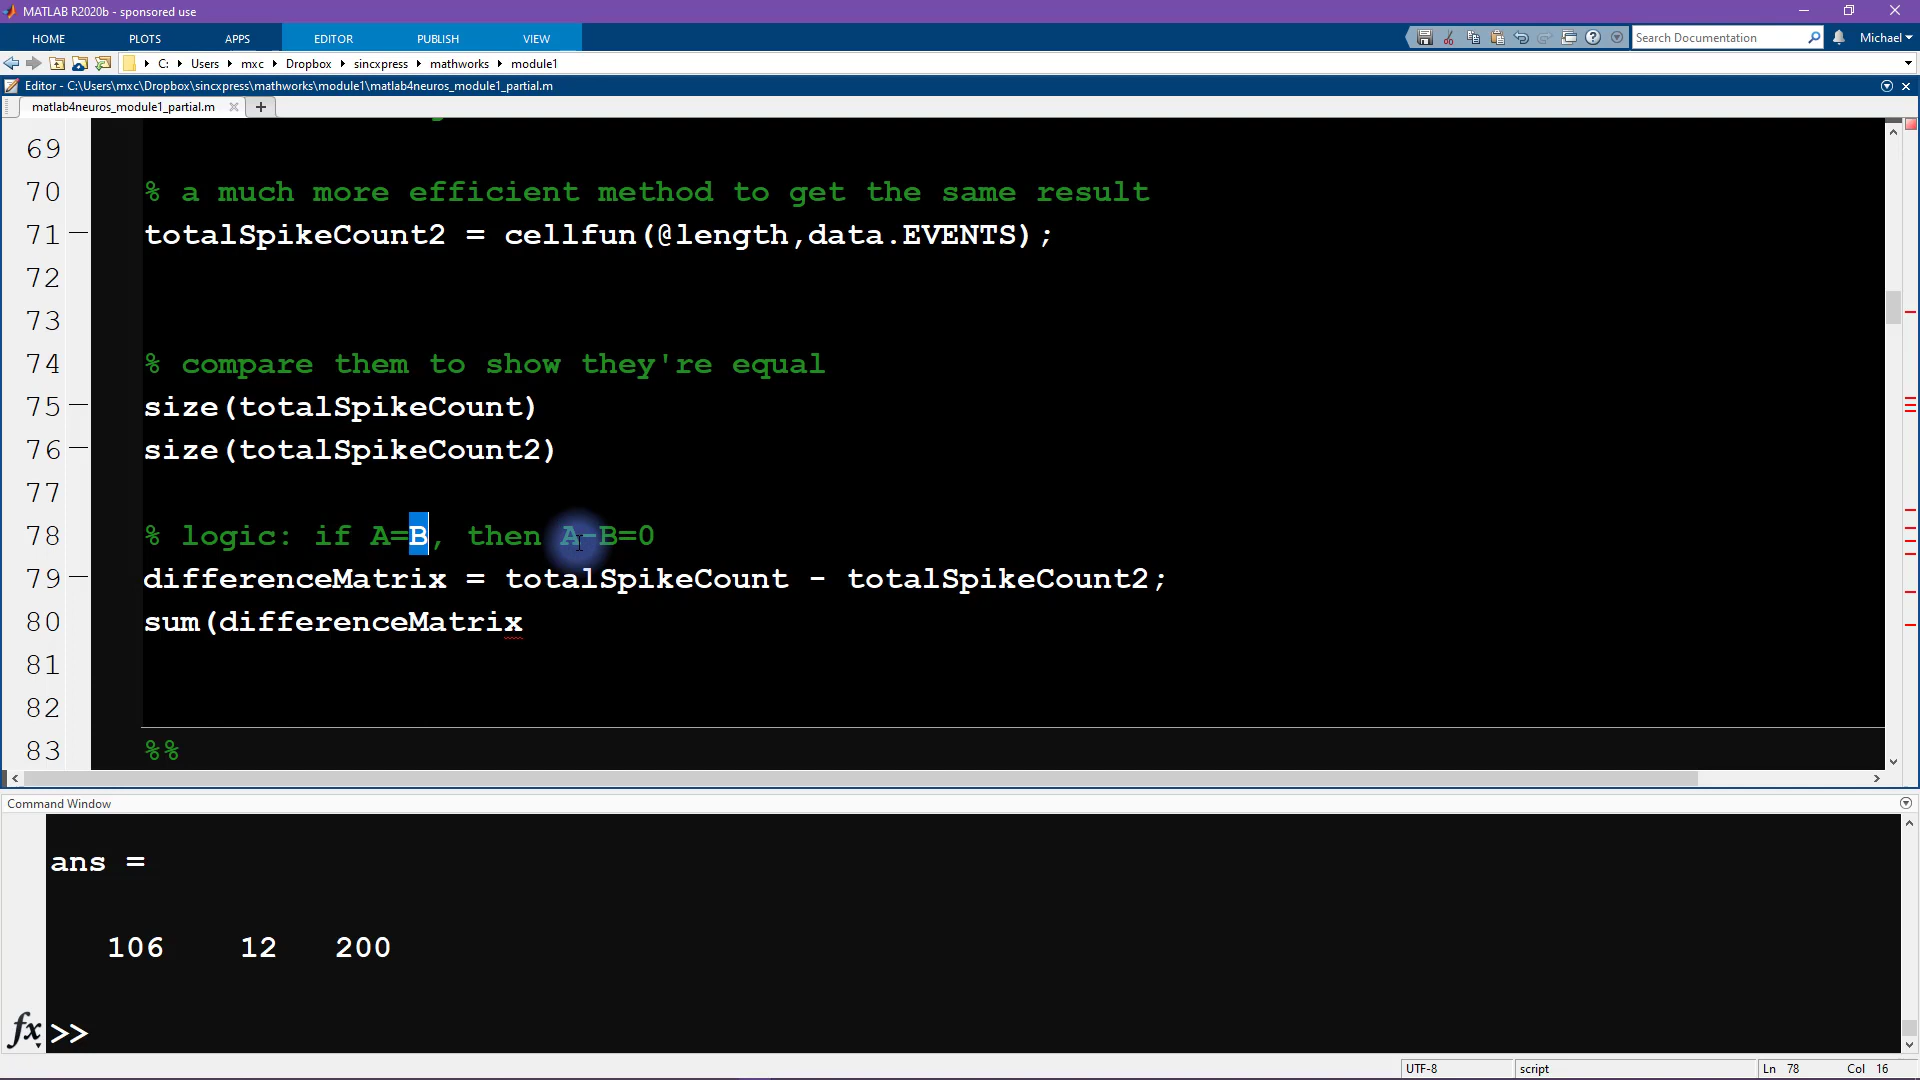 MATLAB R2020b - sponsored use
HOME PLOTS APPS EDITOR PUBLISH VIEW Search Documentation Michael
C: Users mxc Dropbox sincxpress mathworks module1
Editor - C:\Users\mxc\Dropbox\sincxpress\mathworks\module1\matlab4neuros_module1_partial.m
matlab4neuros_module1_partial.m
69
70 % a much more efficient method to get the same result
71 totalSpikeCount2 = cellfun(@length,data.EVENTS);
72
73
74 % compare them to show they're equal
75 size(totalSpikeCount)
76 size(totalSpikeCount2)
77
78 % logic: if A=B, then A-B=0
79 differenceMatrix = totalSpikeCount - totalSpikeCount2;
80 sum(differenceMatrix
81
82
83 %%
Command Window
ans =
106 12 200
fx >>
UTF-8 script Ln 78 Col 16